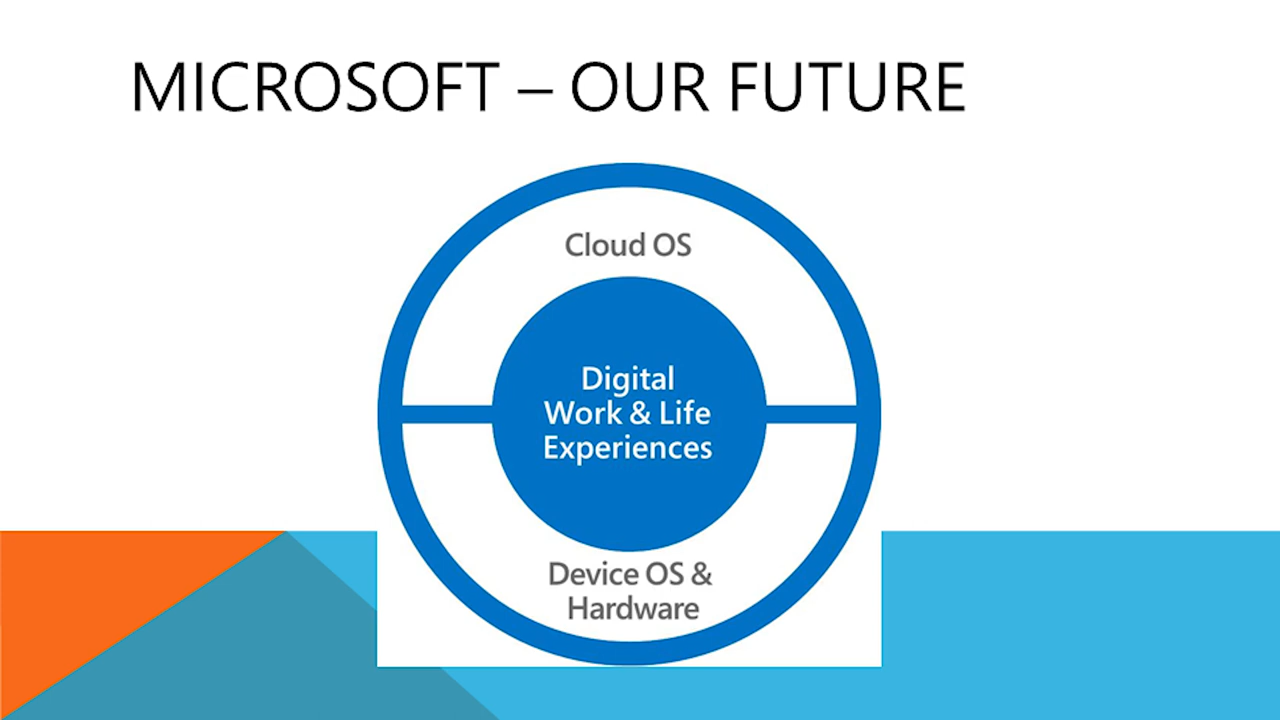 MICROSOFT – OUR FUTURE
Cloud OS
Digital
Work & Life
Experiences
Device OS &
Hardware